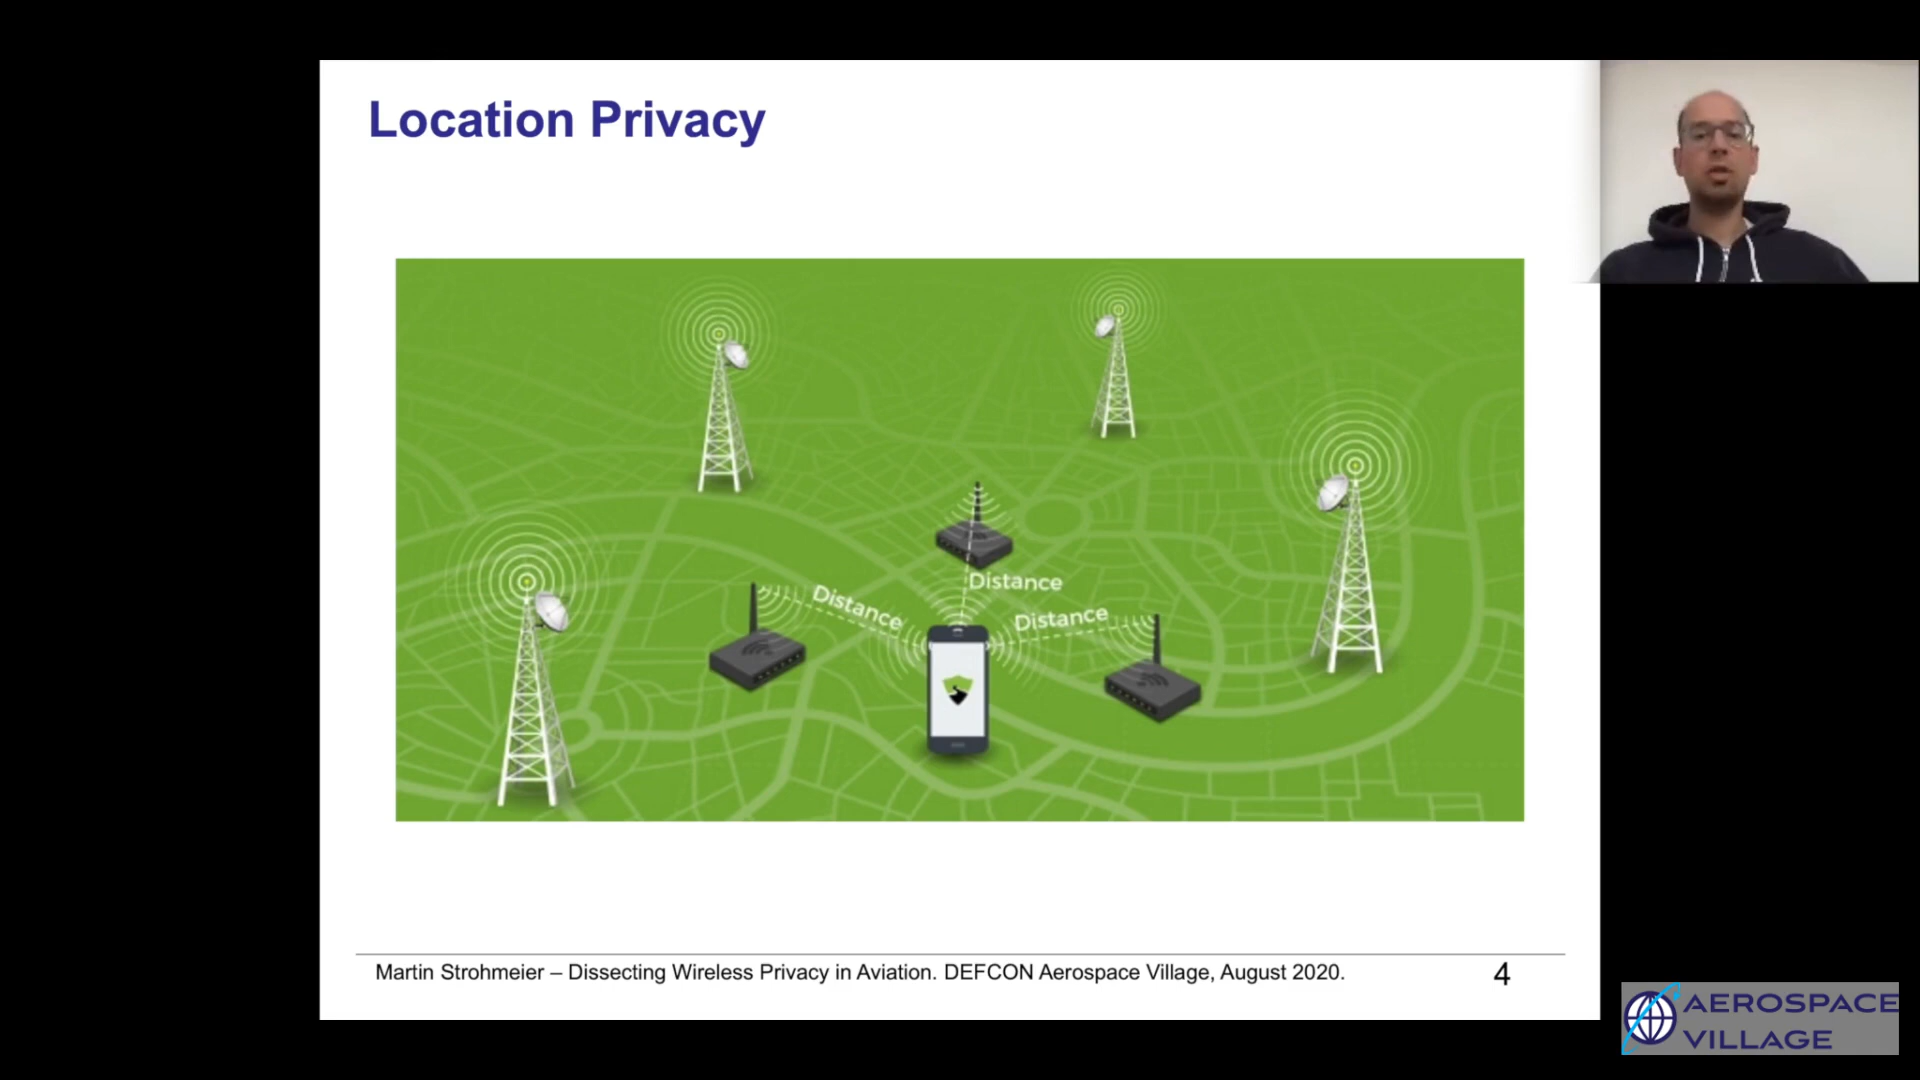 Location Privacy
Distance
Distance
Distance
Martin Strohmeier – Dissecting Wireless Privacy in Aviation. DEFCON Aerospace Village, August 2020.
4
AEROSPACE
VILLAGE